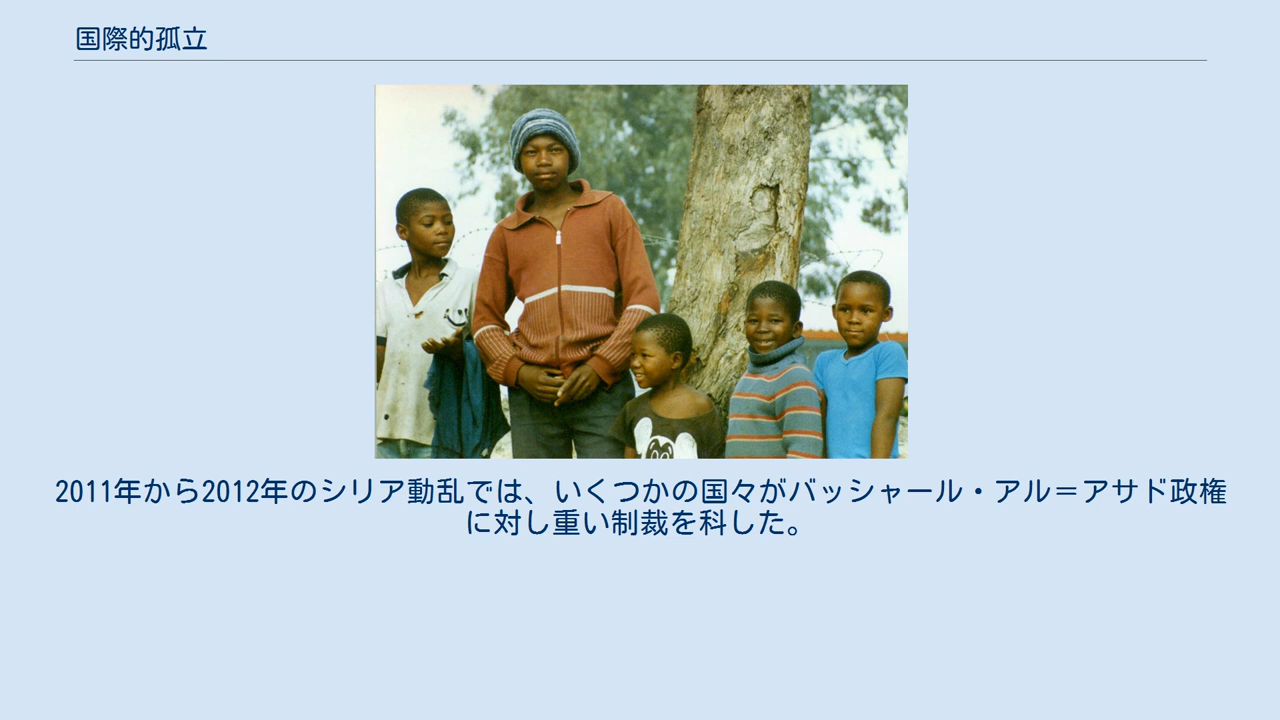 国際的孤立
2011年から2012年のシリア動乱では、いくつかの国々がバッシャール・アル＝アサド政権
に対し重い制裁を科した。